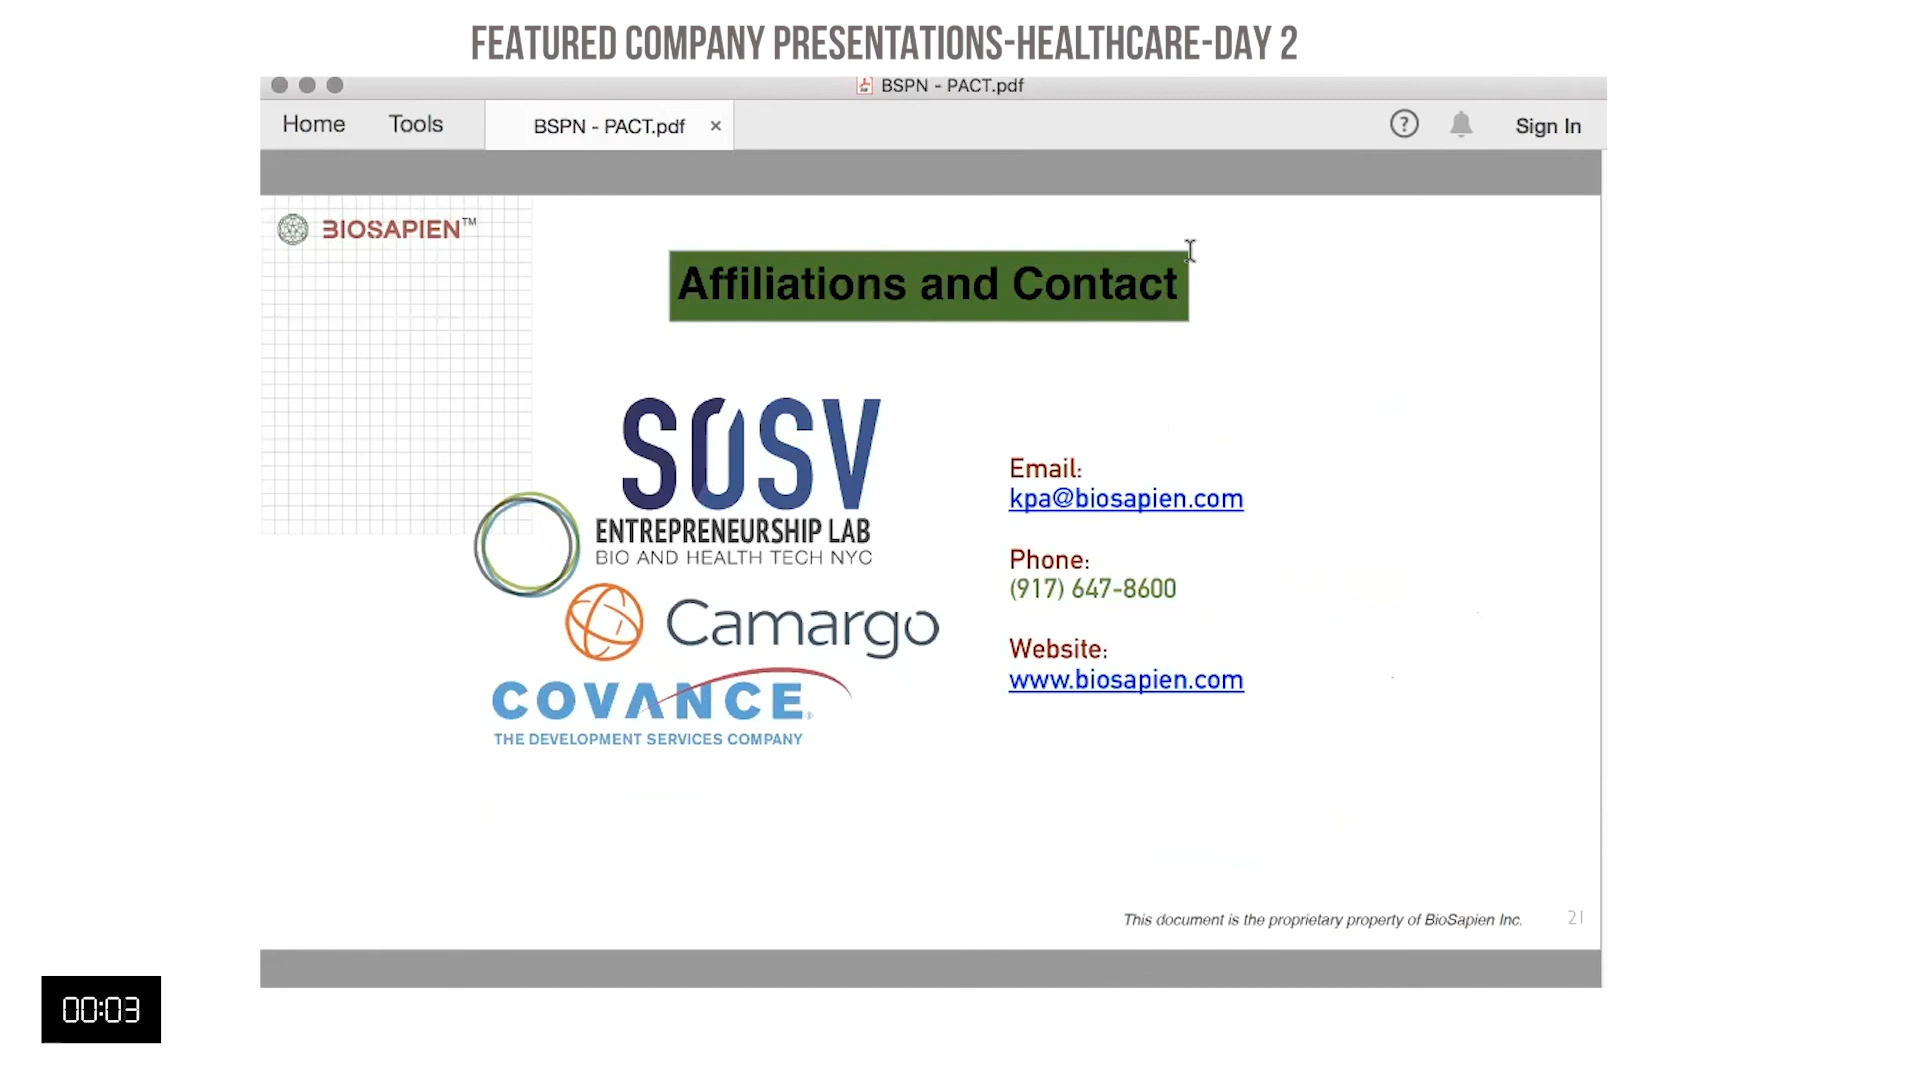 FEATURED COMPANY PRESENTATIONS-HEALTHCARE-DAY 2
BSPN - PACT.pdf
Home Tools BSPN - PACT.pdf × ? Sign In
BIOSAPIEN™
Affiliations and Contact
SOSV
ENTREPRENEURSHIP LAB
BIO AND HEALTH TECH NYC
Camargo
COVANCE®
THE DEVELOPMENT SERVICES COMPANY
Email:
kpa@biosapien.com
Phone:
(917) 647-8600
Website:
www.biosapien.com
This document is the proprietary property of BioSapien Inc. 21
00:03